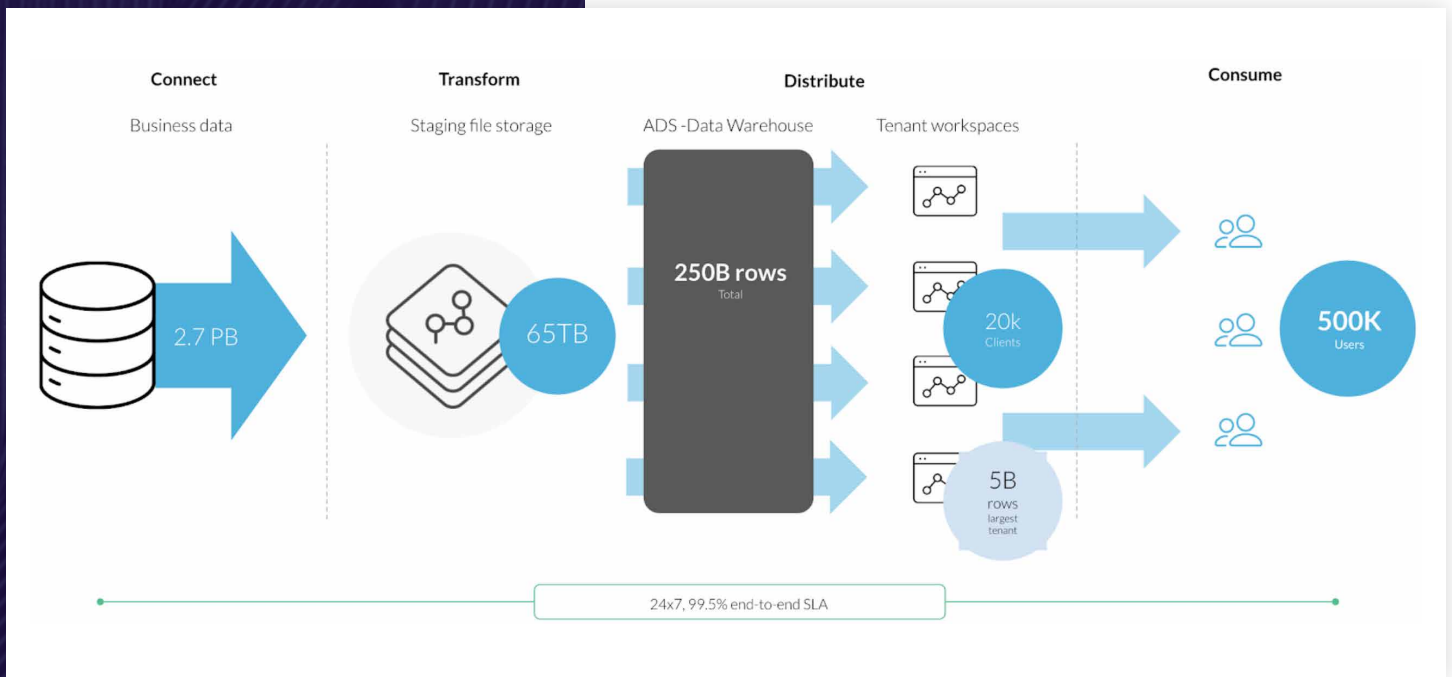 Connect
Transform
Distribute
Consume
Business data
Staging file storage
ADS -Data Warehouse
Tenant workspaces
2.7 PB
65TB
250B rows
Total
20k
Clients
5B
rows
largest
tenant
500K
Users
24x7, 99.5% end-to-end SLA